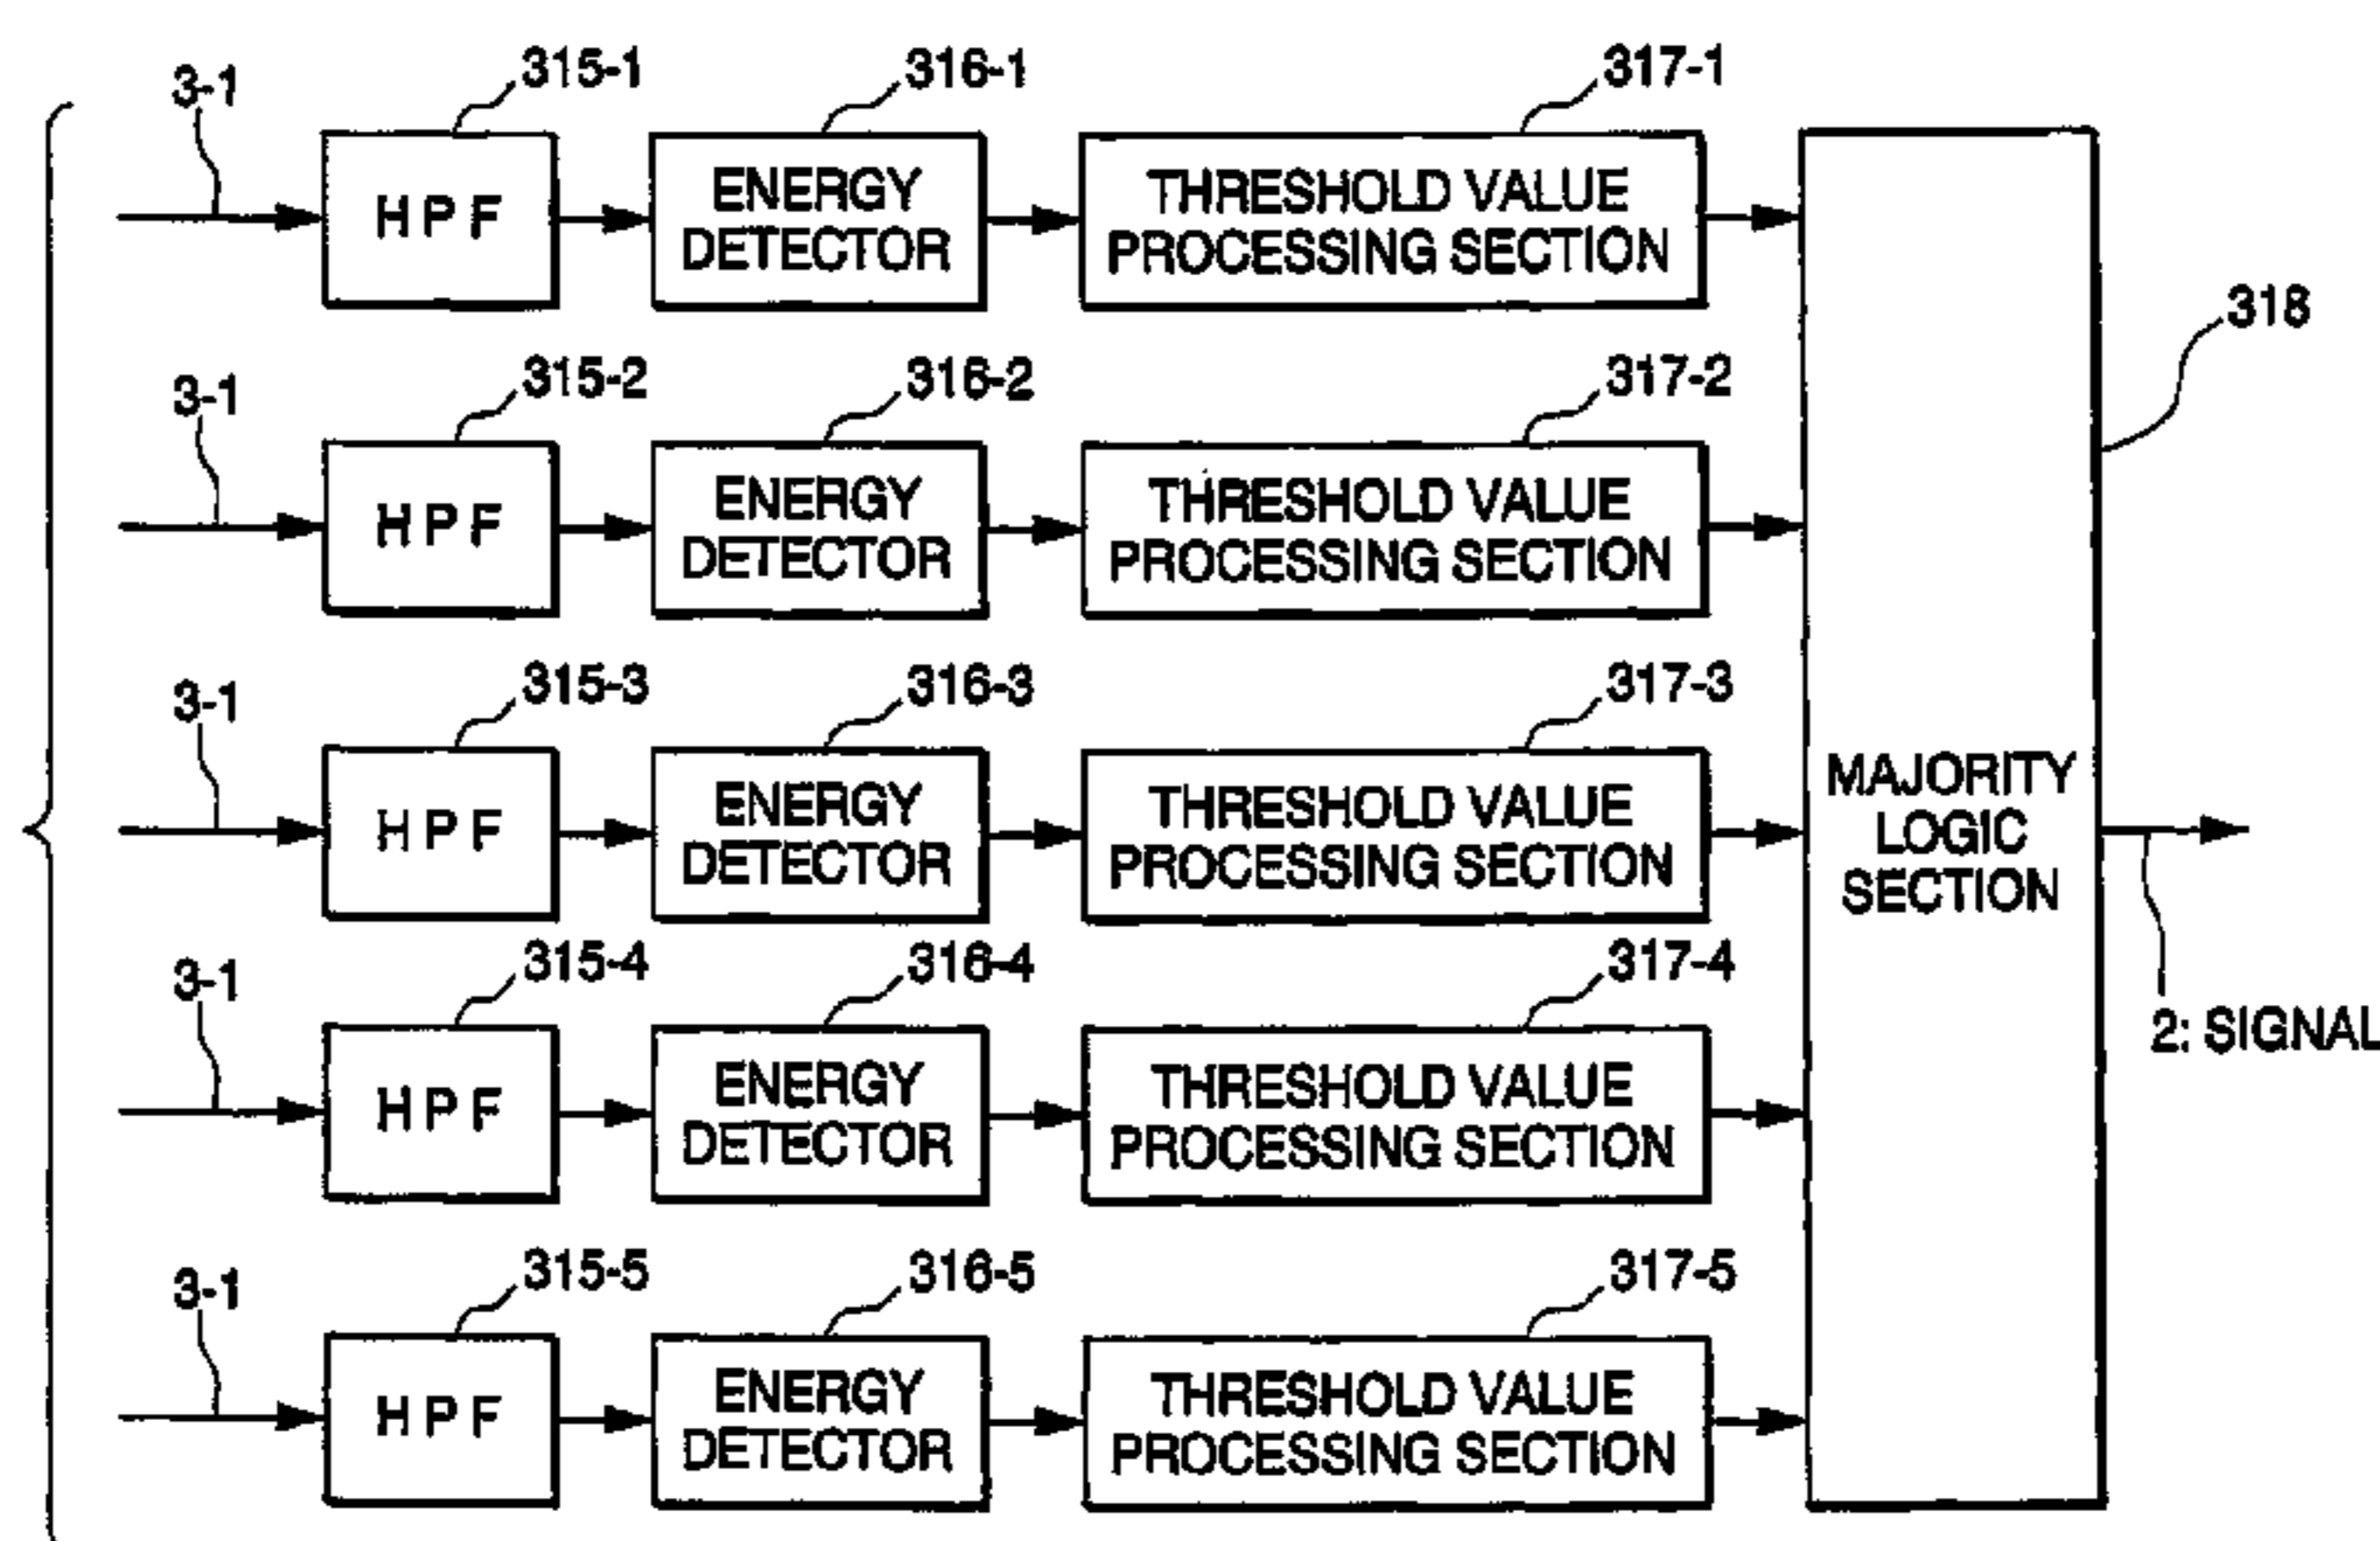 3-1
315-1
316-1
317-1
HPF
ENERGY
DETECTOR
THRESHOLD VALUE
PROCESSING SECTION
318
3-1
315-2
316-2
317-2
HPF
ENERGY
DETECTOR
THRESHOLD VALUE
PROCESSING SECTION
3-1
315-3
316-3
317-3
HPF
ENERGY
DETECTOR
THRESHOLD VALUE
PROCESSING SECTION
MAJORITY
LOGIC
SECTION
2: SIGNAL
3-1
315-4
316-4
317-4
HPF
ENERGY
DETECTOR
THRESHOLD VALUE
PROCESSING SECTION
3-1
315-5
316-5
317-5
HPF
ENERGY
DETECTOR
THRESHOLD VALUE
PROCESSING SECTION